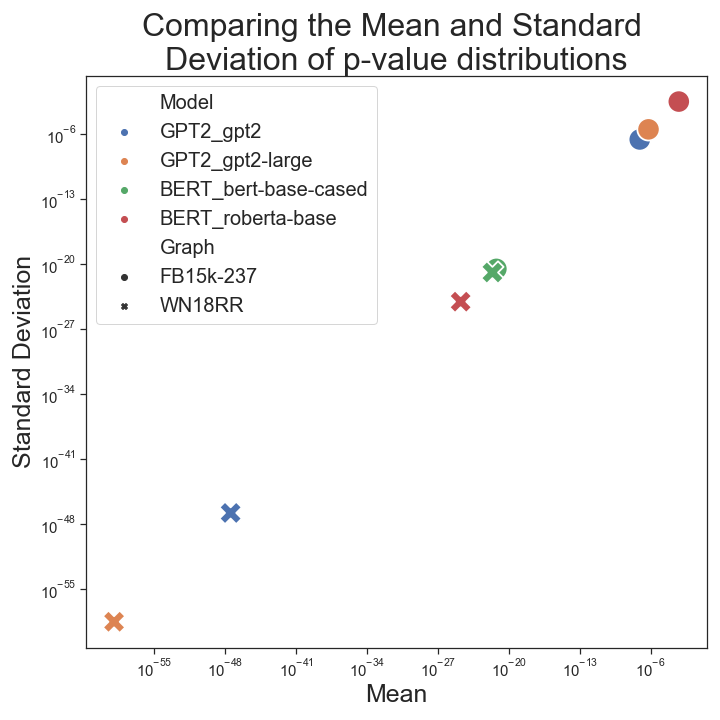 Comparing the Mean and Standard
Deviation of p-value distributions
Model
GPT2_gpt2
GPT2_gpt2-large
BERT_bert-base-cased
BERT_roberta-base
Graph
FB15k-237
WN18RR
Standard Deviation
10⁻⁶
10⁻¹³
10⁻²⁰
10⁻²⁷
10⁻³⁴
10⁻⁴¹
10⁻⁴⁸
10⁻⁵⁵
10⁻⁵⁵ 10⁻⁴⁸ 10⁻⁴¹ 10⁻³⁴ 10⁻²⁷ 10⁻²⁰ 10⁻¹³ 10⁻⁶
Mean